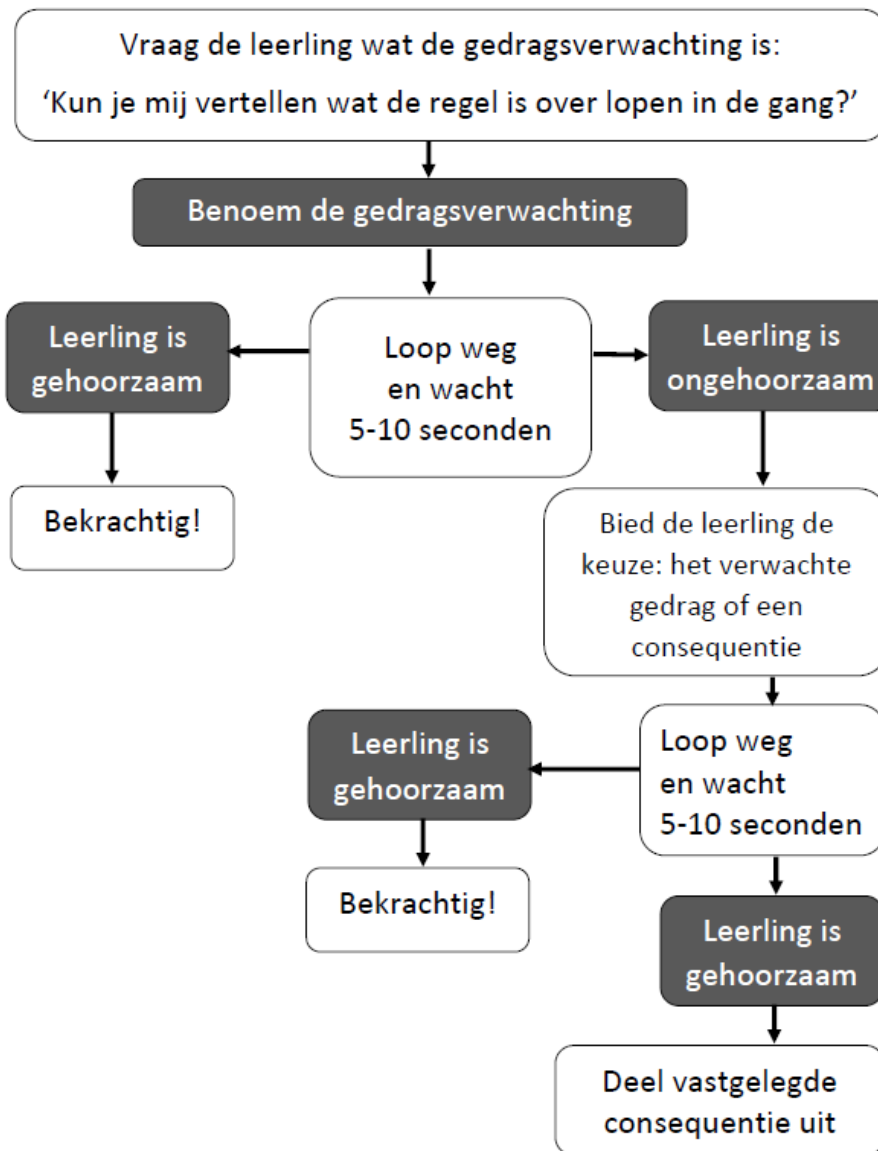 Vraag de leerling wat de gedragsverwachting is:
‘Kun je mij vertellen wat de regel is over lopen in de gang?’
Benoem de gedragsverwachting
Leerling is
gehoorzaam
Loop weg
en wacht
5-10 seconden
Leerling is
ongehoorzaam
Bekrachtig!
Bied de leerling de
keuze: het verwachte
gedrag of een
consequentie
Leerling is
gehoorzaam
Loop weg
en wacht
5-10 seconden
Bekrachtig!
Leerling is
gehoorzaam
Deel vastgelegde
consequentie uit